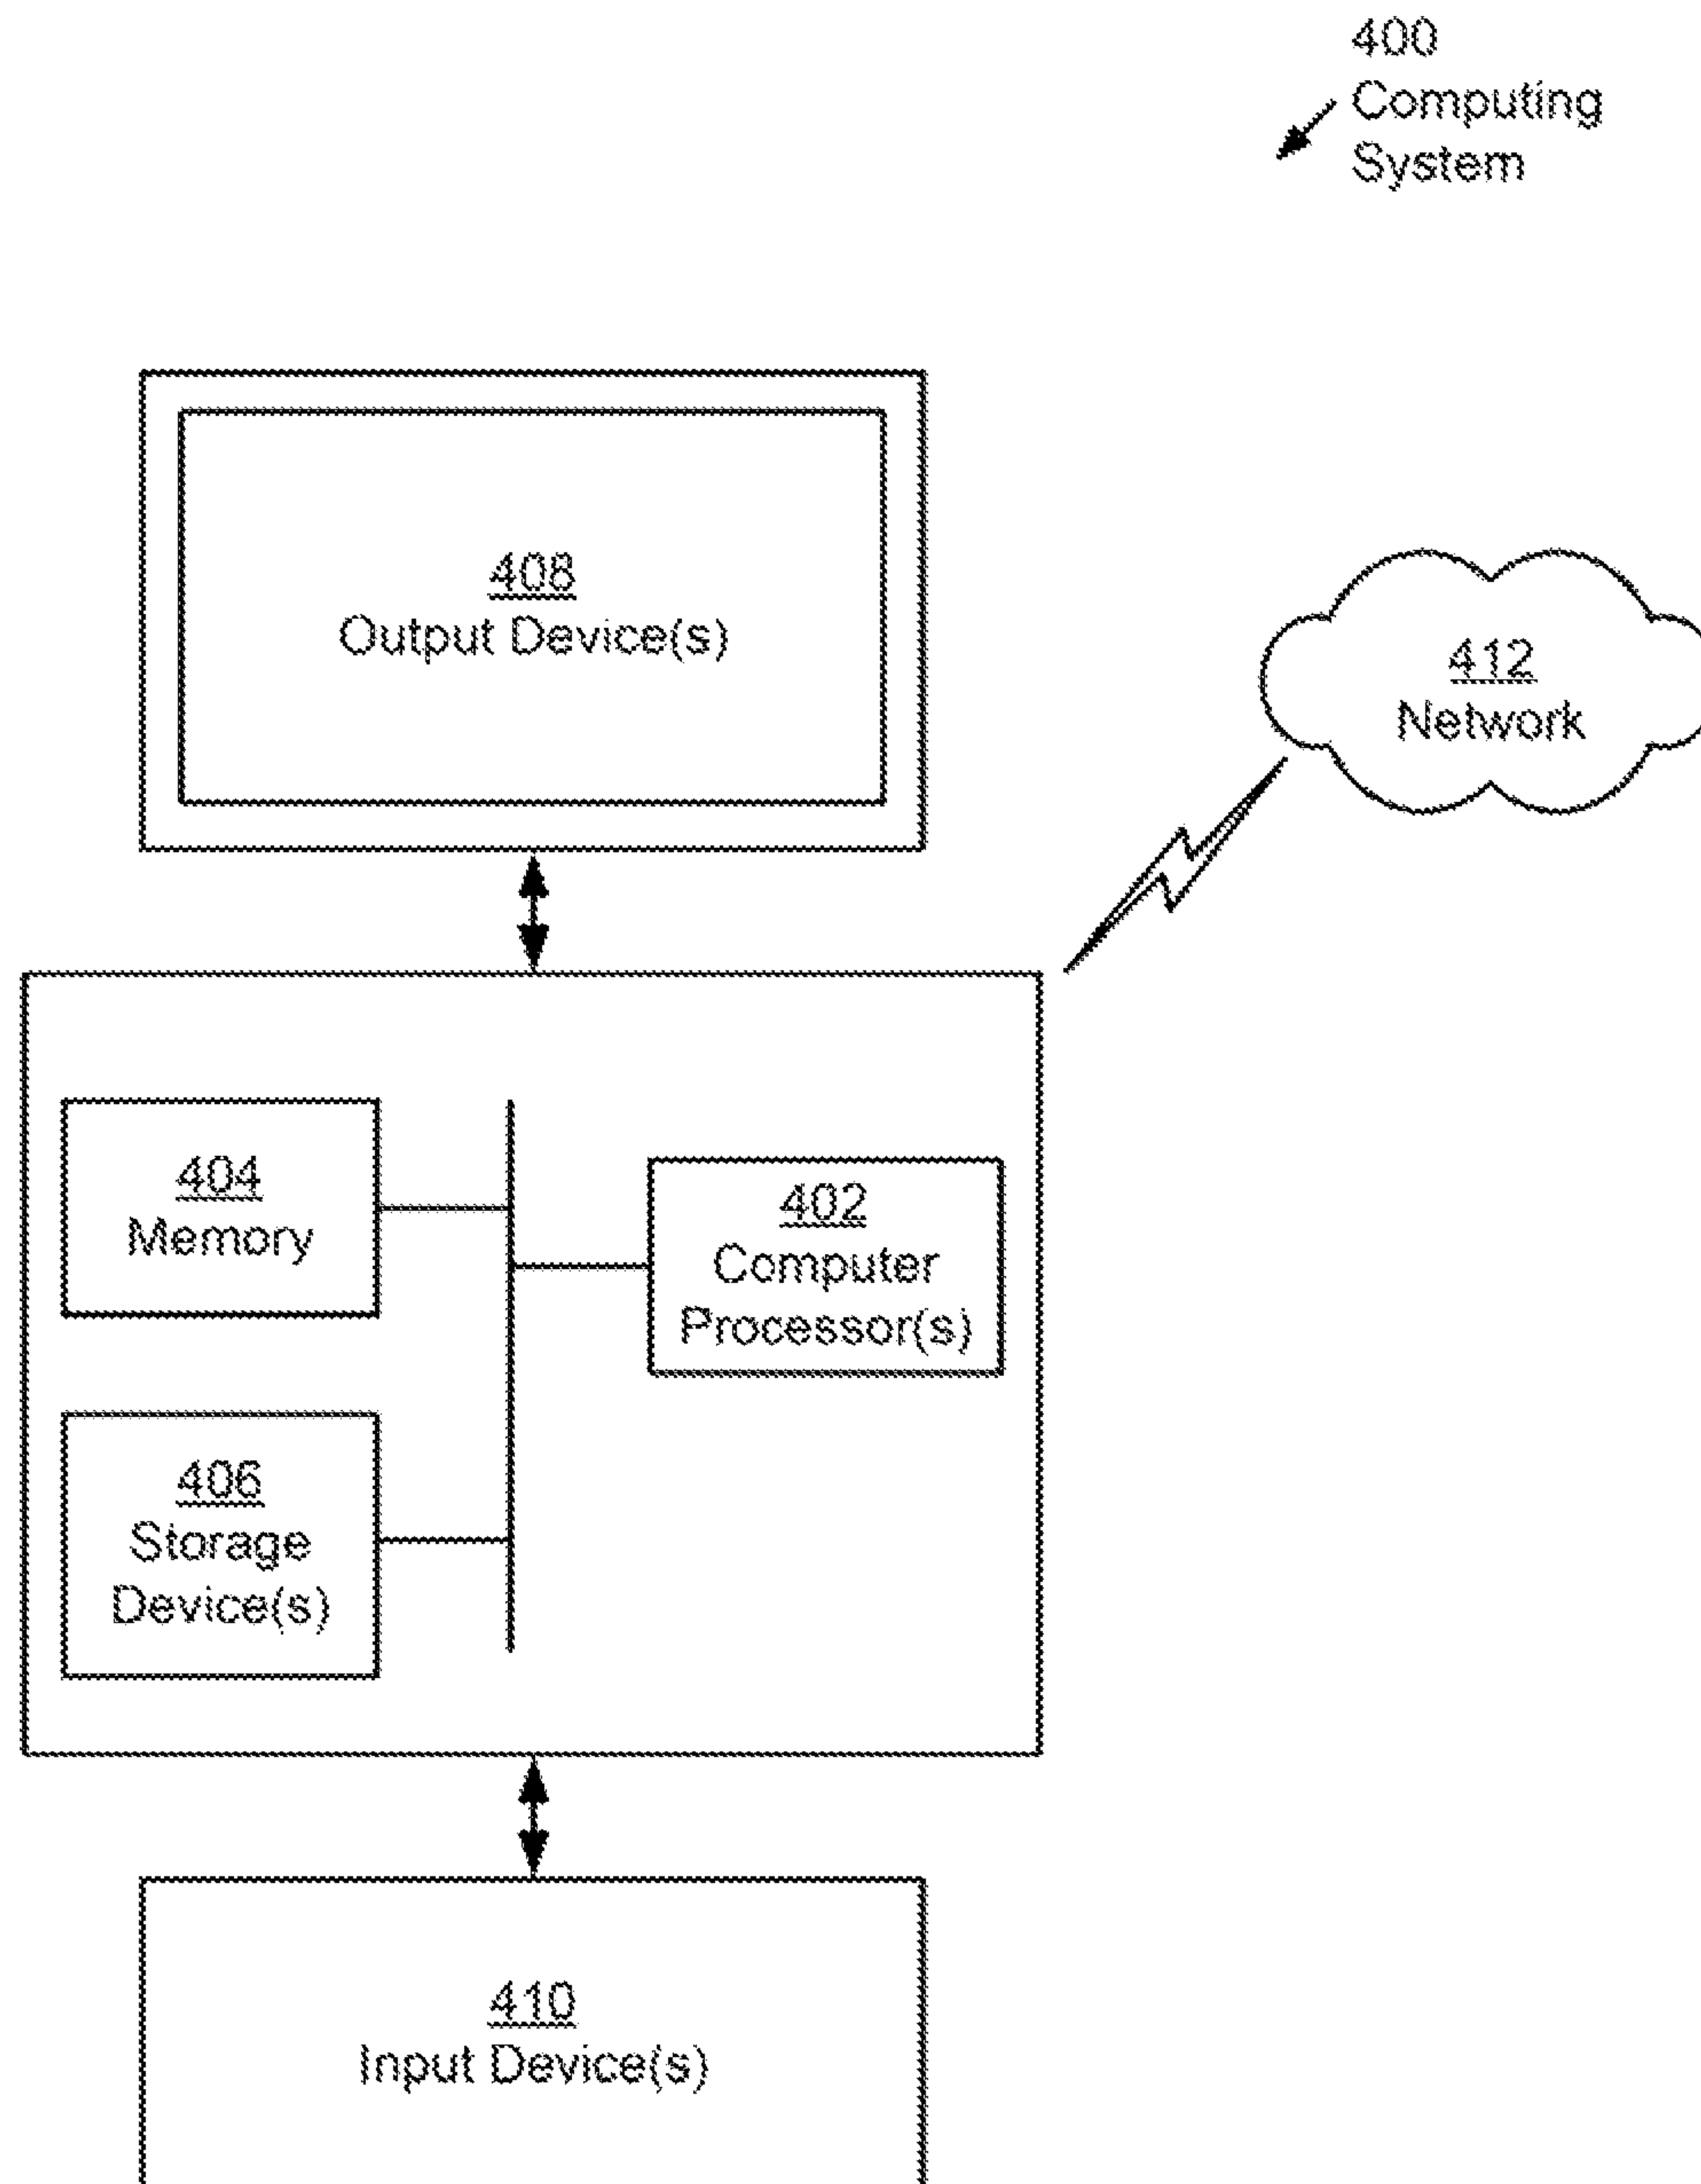 400
Computing
System
408
Output Device(s)
412
Network
404
Memory
402
Computer
Processor(s)
406
Storage
Device(s)
410
Input Device(s)